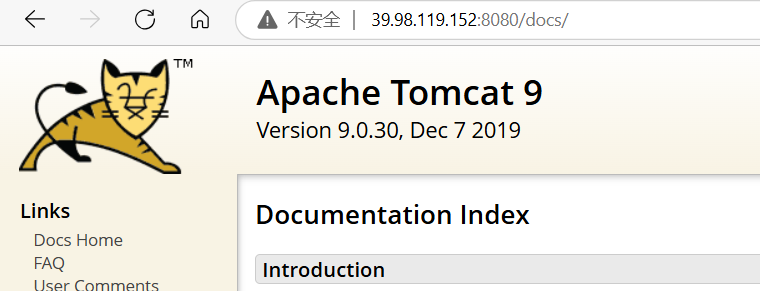 不安全 | 39.98.119.152:8080/docs/
TM
Apache Tomcat 9
Version 9.0.30, Dec 7 2019
Links
Docs Home
FAQ
User Comments
Documentation Index
Introduction